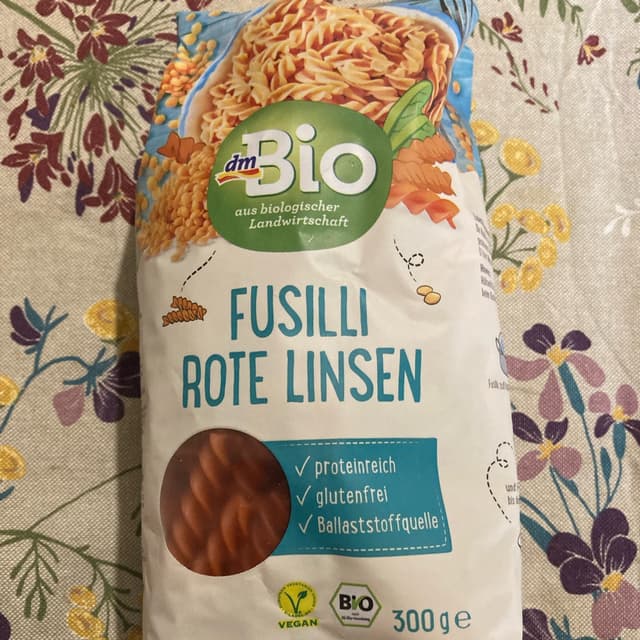 dm
Bio
aus biologischer
Landwirtschaft
FUSILLI
ROTE LINSEN
✓ proteinreich
✓ glutenfrei
✓ Ballaststoffquelle
VEGAN
BIO
300g e